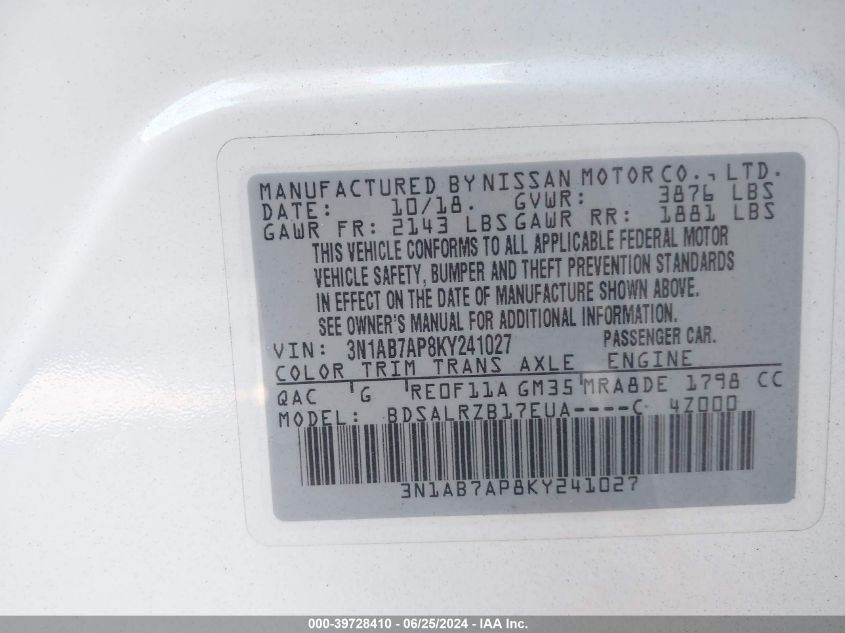 MANUFACTURED BY NISSAN MOTOR CO., LTD.
DATE: 10/18. GVWR: 3876 LBS
GAWR FR: 2143 LBS GAWR RR: 1881 LBS
THIS VEHICLE CONFORMS TO ALL APPLICABLE FEDERAL MOTOR
VEHICLE SAFETY, BUMPER AND THEFT PREVENTION STANDARDS
IN EFFECT ON THE DATE OF MANUFACTURE SHOWN ABOVE.
SEE OWNER'S MANUAL FOR ADDITIONAL INFORMATION.
VIN: 3N1AB7AP8KY241027 PASSENGER CAR.
COLOR TRIM TRANS AXLE ENGINE
QAC G RE0F11A GM35 MRA8DE 1798 CC
MODEL: BDSALRZB17EUA----C 4Z000
3N1AB7AP8KY241027
000-39728410 - 06/25/2024 - IAA Inc.